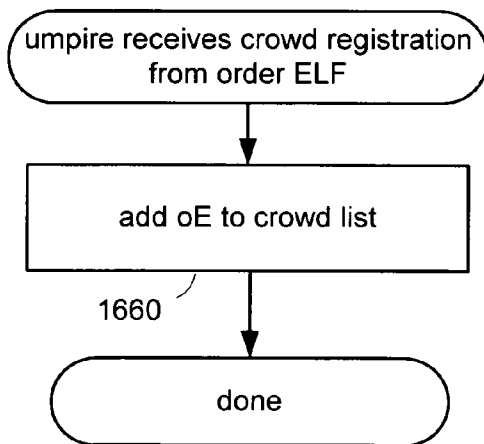 umpire receives crowd registration
from order ELF
add oE to crowd list
1660
done